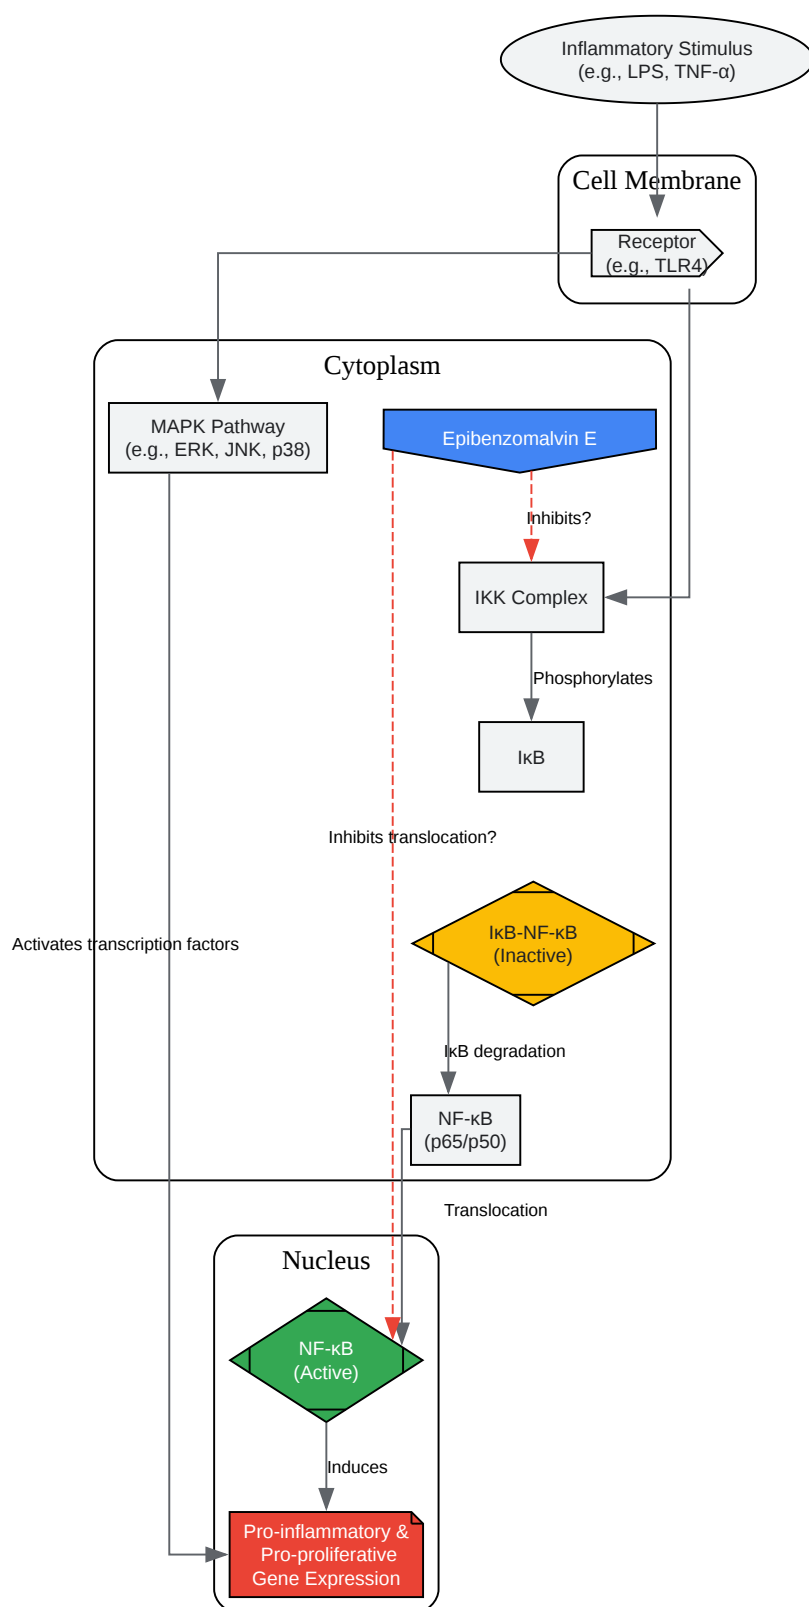 Inflammatory Stimulus
(e.g., LPS, TNF-α)
Cell Membrane
Receptor
(e.g., TLR4)
Cytoplasm
MAPK Pathway
(e.g., ERK, JNK, p38)
Epibenzomalvin E
Inhibits?
IKK Complex
Phosphorylates
IκB
Inhibits translocation?
IκB-NF-κB
(Inactive)
Activates transcription factors
IκB degradation
NF-κB
(p65/p50)
Translocation
Nucleus
NF-κB
(Active)
Induces
Pro-inflammatory &
Pro-proliferative
Gene Expression